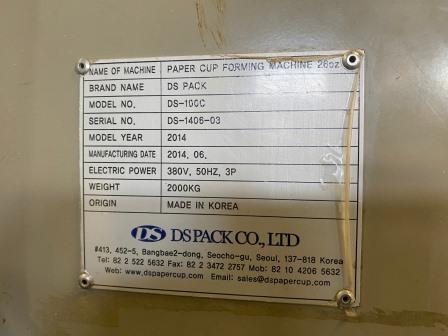 NAME OF MACHINE PAPER CUP FORMING MACHINE 26oz
BRAND NAME DS PACK
MODEL NO. DS-100C
SERIAL NO. DS-1406-03
MODEL YEAR 2014
MANUFACTURING DATE 2014. 06.
ELECTRIC POWER 380V, 50HZ, 3P
WEIGHT 2000KG
ORIGIN MADE IN KOREA
DS DS PACK CO., LTD
#413, 452-5, Bangbae2-dong, Seocho-gu, Seoul, 137-818 Korea
Tel: 82 2 522 5632 Fax: 82 2 3472 2757 Mob: 82 10 4206 5632
Web: www.dspapercup.com Email: sales@dspapercup.com